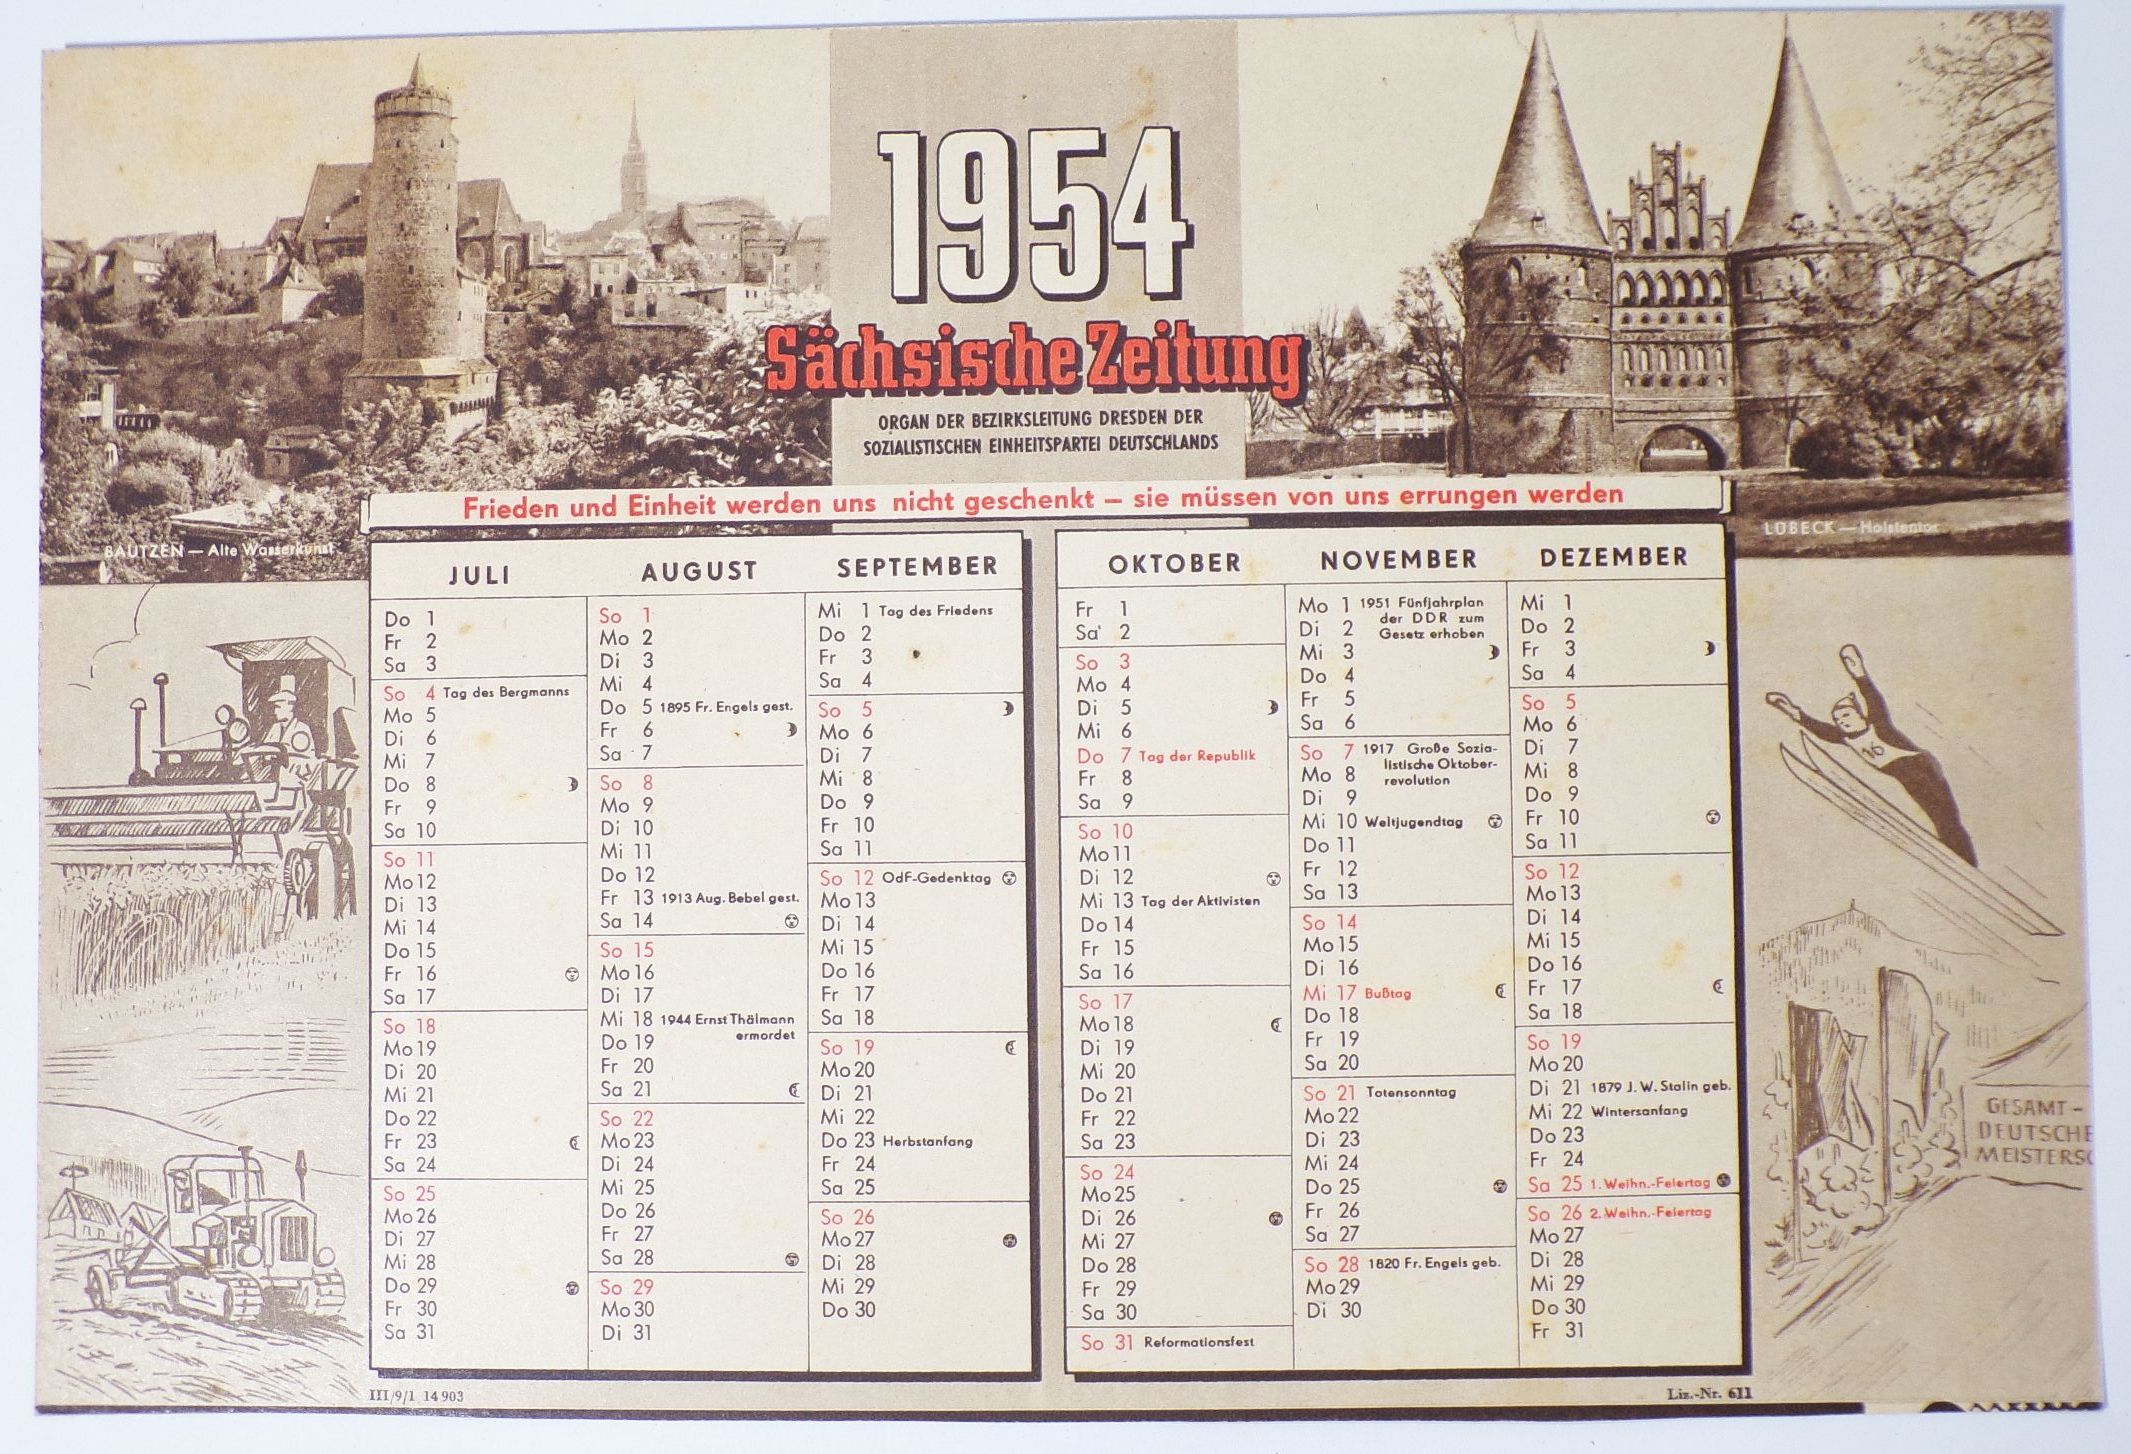 1954
Sächsische Zeitung
ORGAN DER BEZIRKSLEITUNG DRESDEN DER
SOZIALISTISCHEN EINHEITSPARTEI DEUTSCHLANDS
Frieden und Einheit werden uns nicht geschenkt – sie müssen von uns errungen werden
BAUTZEN — Alte Wasserkunst
LÜBECK — Holstentor
JULI
Do 1
Fr 2
Sa 3
So 4 Tag des Bergmanns
Mo 5
Di 6
Mi 7
Do 8
Fr 9
Sa 10
So 11
Mo 12
Di 13
Mi 14
Do 15
Fr 16
Sa 17
So 18
Mo 19
Di 20
Mi 21
Do 22
Fr 23
Sa 24
So 25
Mo 26
Di 27
Mi 28
Do 29
Fr 30
Sa 31
AUGUST
So 1
Mo 2
Di 3
Mi 4
Do 5 1895 Fr. Engels gest.
Fr 6
Sa 7
So 8
Mo 9
Di 10
Mi 11
Do 12
Fr 13 1913 Aug. Bebel gest.
Sa 14
So 15
Mo 16
Di 17
Mi 18 1944 Ernst Thälmann
Do 19 ermordet
Fr 20
Sa 21
So 22
Mo 23
Di 24
Mi 25
Do 26
Fr 27
Sa 28
So 29
Mo 30
Di 31
SEPTEMBER
Mi 1 Tag des Friedens
Do 2
Fr 3
Sa 4
So 5
Mo 6
Di 7
Mi 8
Do 9
Fr 10
Sa 11
So 12 OdF-Gedenktag
Mo 13
Di 14
Mi 15
Do 16
Fr 17
Sa 18
So 19
Mo 20
Di 21
Mi 22
Do 23 Herbstanfang
Fr 24
Sa 25
So 26
Mo 27
Di 28
Mi 29
Do 30
OKTOBER
Fr 1
Sa 2
So 3
Mo 4
Di 5
Mi 6
Do 7 Tag der Republik
Fr 8
Sa 9
So 10
Mo 11
Di 12
Mi 13 Tag der Aktivisten
Do 14
Fr 15
Sa 16
So 17
Mo 18
Di 19
Mi 20
Do 21
Fr 22
Sa 23
So 24
Mo 25
Di 26
Mi 27
Do 28
Fr 29
Sa 30
So 31 Reformationsfest
NOVEMBER
Mo 1 1951 Fünfjahrplan
der DDR zum
Di 2
Gesetz erhoben
Mi 3
Do 4
Fr 5
Sa 6
So 7 1917 Große Sozia-
listische Oktober-
Mo 8 revolution
Di 9
Mi 10 Weltjugendtag
Do 11
Fr 12
Sa 13
So 14
Mo 15
Di 16
Mi 17 Bußtag
Do 18
Fr 19
Sa 20
So 21 Totensonntag
Mo 22
Di 23
Mi 24
Do 25
Fr 26
Sa 27
So 28 1820 Fr. Engels geb.
Mo 29
Di 30
DEZEMBER
Mi 1
Do 2
Fr 3
Sa 4
So 5
Mo 6
Di 7
Mi 8
Do 9
Fr 10
Sa 11
So 12
Mo 13
Di 14
Mi 15
Do 16
Fr 17
Sa 18
So 19
Mo 20
Di 21 1879 J. W. Stalin geb.
Mi 22 Wintersanfang
Do 23
Fr 24
Sa 25 1. Weihn.-Feiertag
So 26 2. Weihn.-Feiertag
Mo 27
Di 28
Mi 29
Do 30
Fr 31
16
GESAMT-
DEUTSCHE
MEISTERSC
III/9/1 14 903
Liz.-Nr. 611